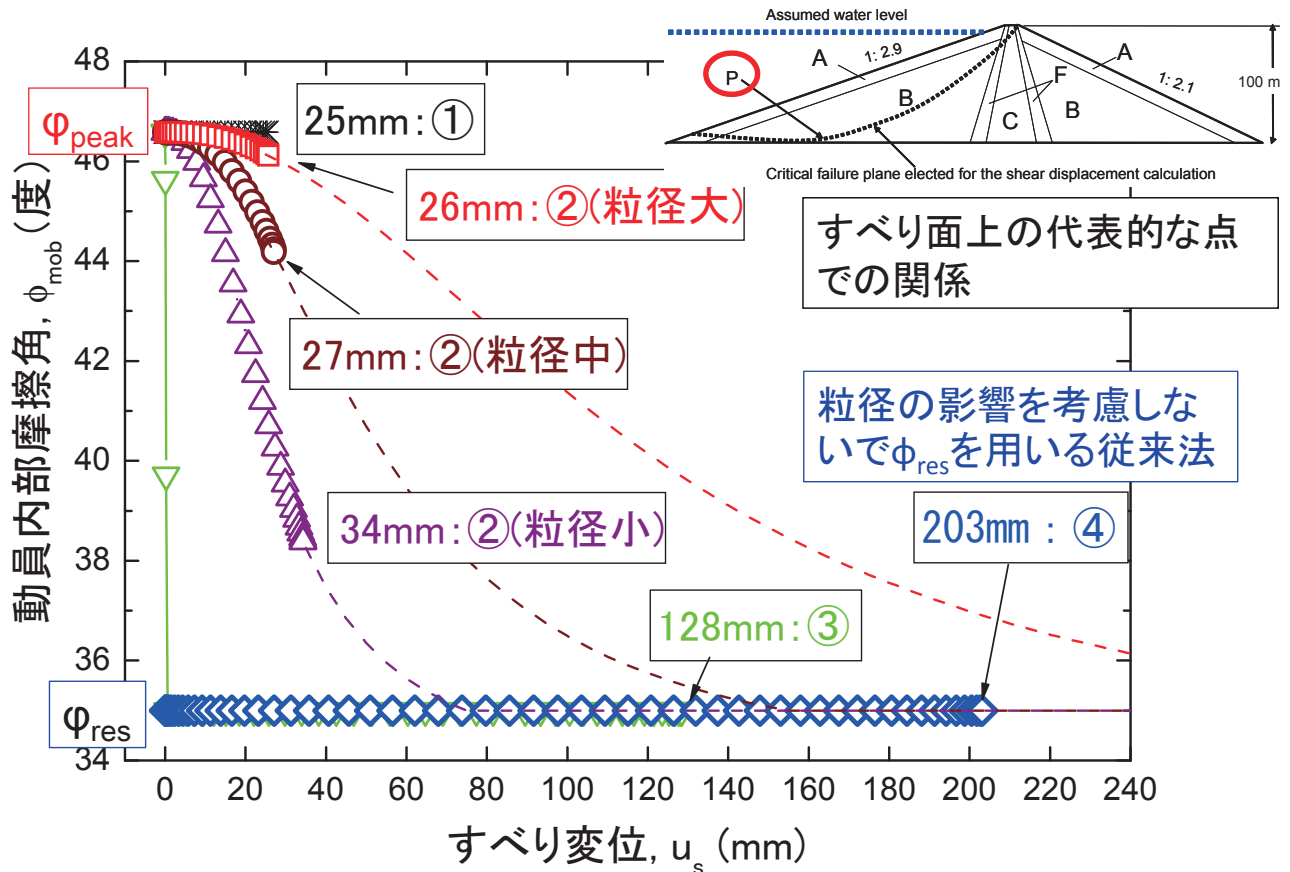 Assumed water level
A
1: 2.9
P
B
C
F
B
A
1: 2.1
100 m
Critical failure plane elected for the shear displacement calculation
48
46
44
42
40
38
36
34
φpeak
φres
動員内部摩擦角, ϕmob (度)
25mm:①
26mm:②(粒径大)
27mm:②(粒径中)
34mm:②(粒径小)
128mm:③
203mm:④
すべり面上の代表的な点
での関係
粒径の影響を考慮しな
いでφresを用いる従来法
0 20 40 60 80 100 120 140 160 180 200 220 240
すべり変位, us (mm)